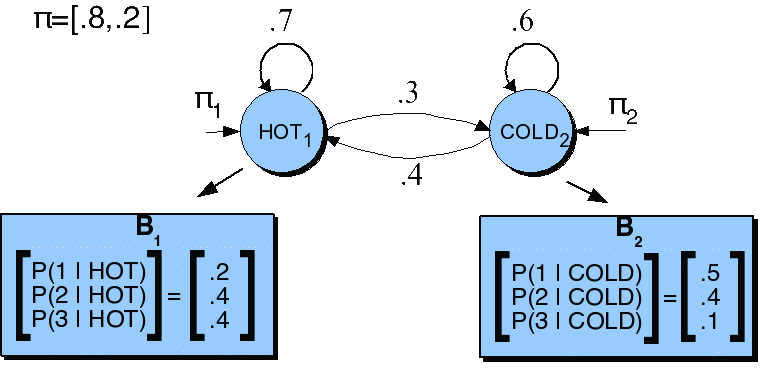 π=[.8,.2]
.7
.6
π1
.3
π2
HOT1
COLD2
.4
B1
P(1 | HOT)
P(2 | HOT)
P(3 | HOT)
=
.2
.4
.4
B2
P(1 | COLD)
P(2 | COLD)
P(3 | COLD)
=
.5
.4
.1